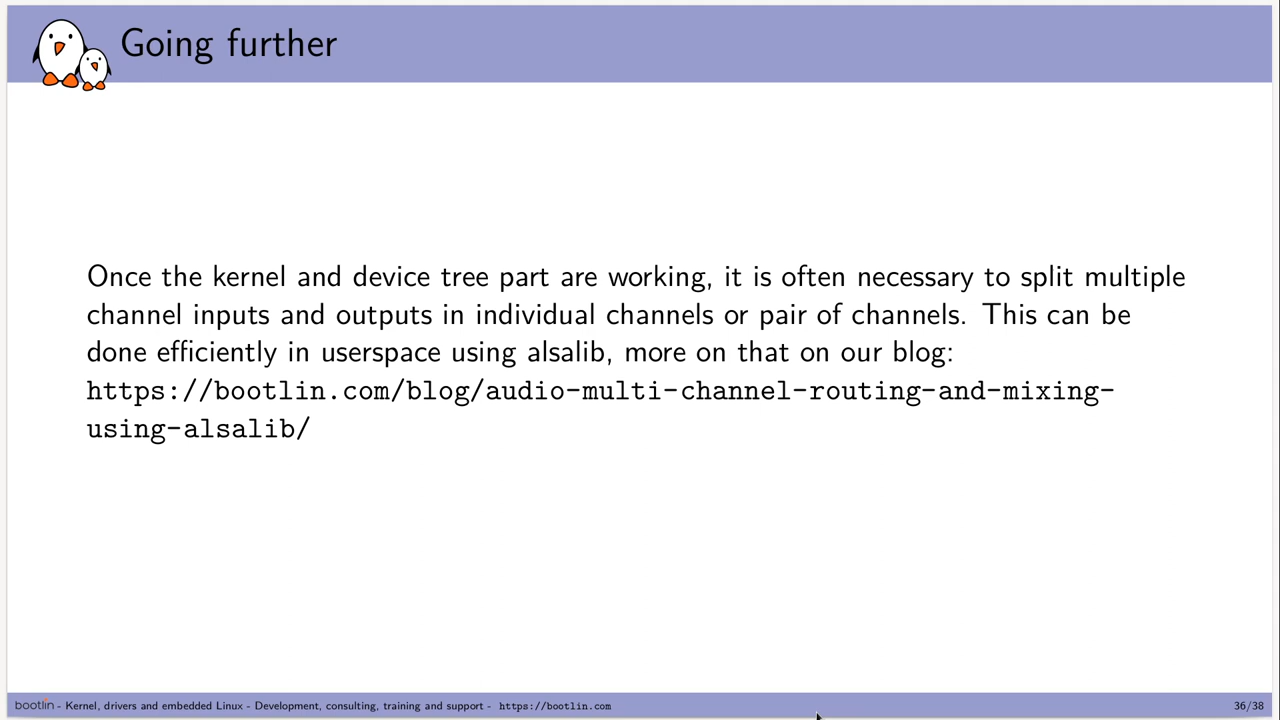 Going further
Once the kernel and device tree part are working, it is often necessary to split multiple
channel inputs and outputs in individual channels or pair of channels. This can be
done efficiently in userspace using alsalib, more on that on our blog:
https://bootlin.com/blog/audio-multi-channel-routing-and-mixing-
using-alsalib/
bootlin - Kernel, drivers and embedded Linux - Development, consulting, training and support - https://bootlin.com
36/38